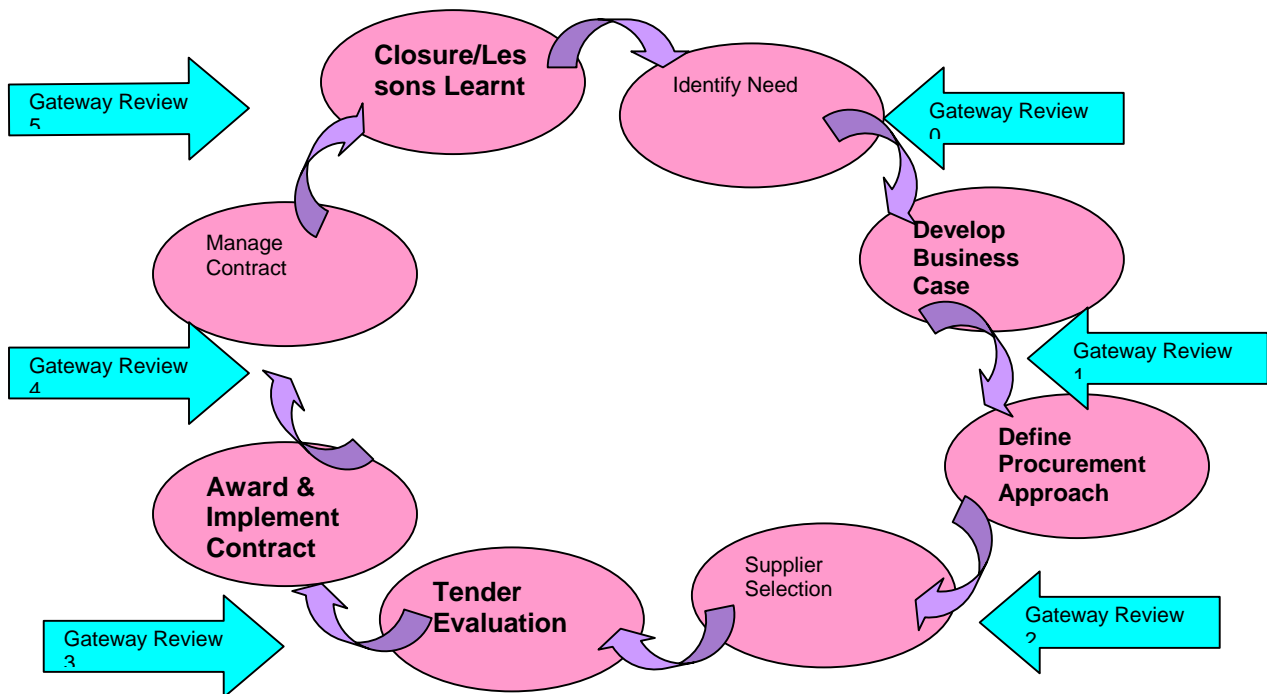 Closure/Les
sons Learnt
Identify Need
Gateway Review
5
Gateway Review
0
Manage
Contract
Develop
Business
Case
Gateway Review
4
Gateway Review
1
Define
Procurement
Approach
Award &
Implement
Contract
Supplier
Selection
Tender
Evaluation
Gateway Review
3
Gateway Review
2